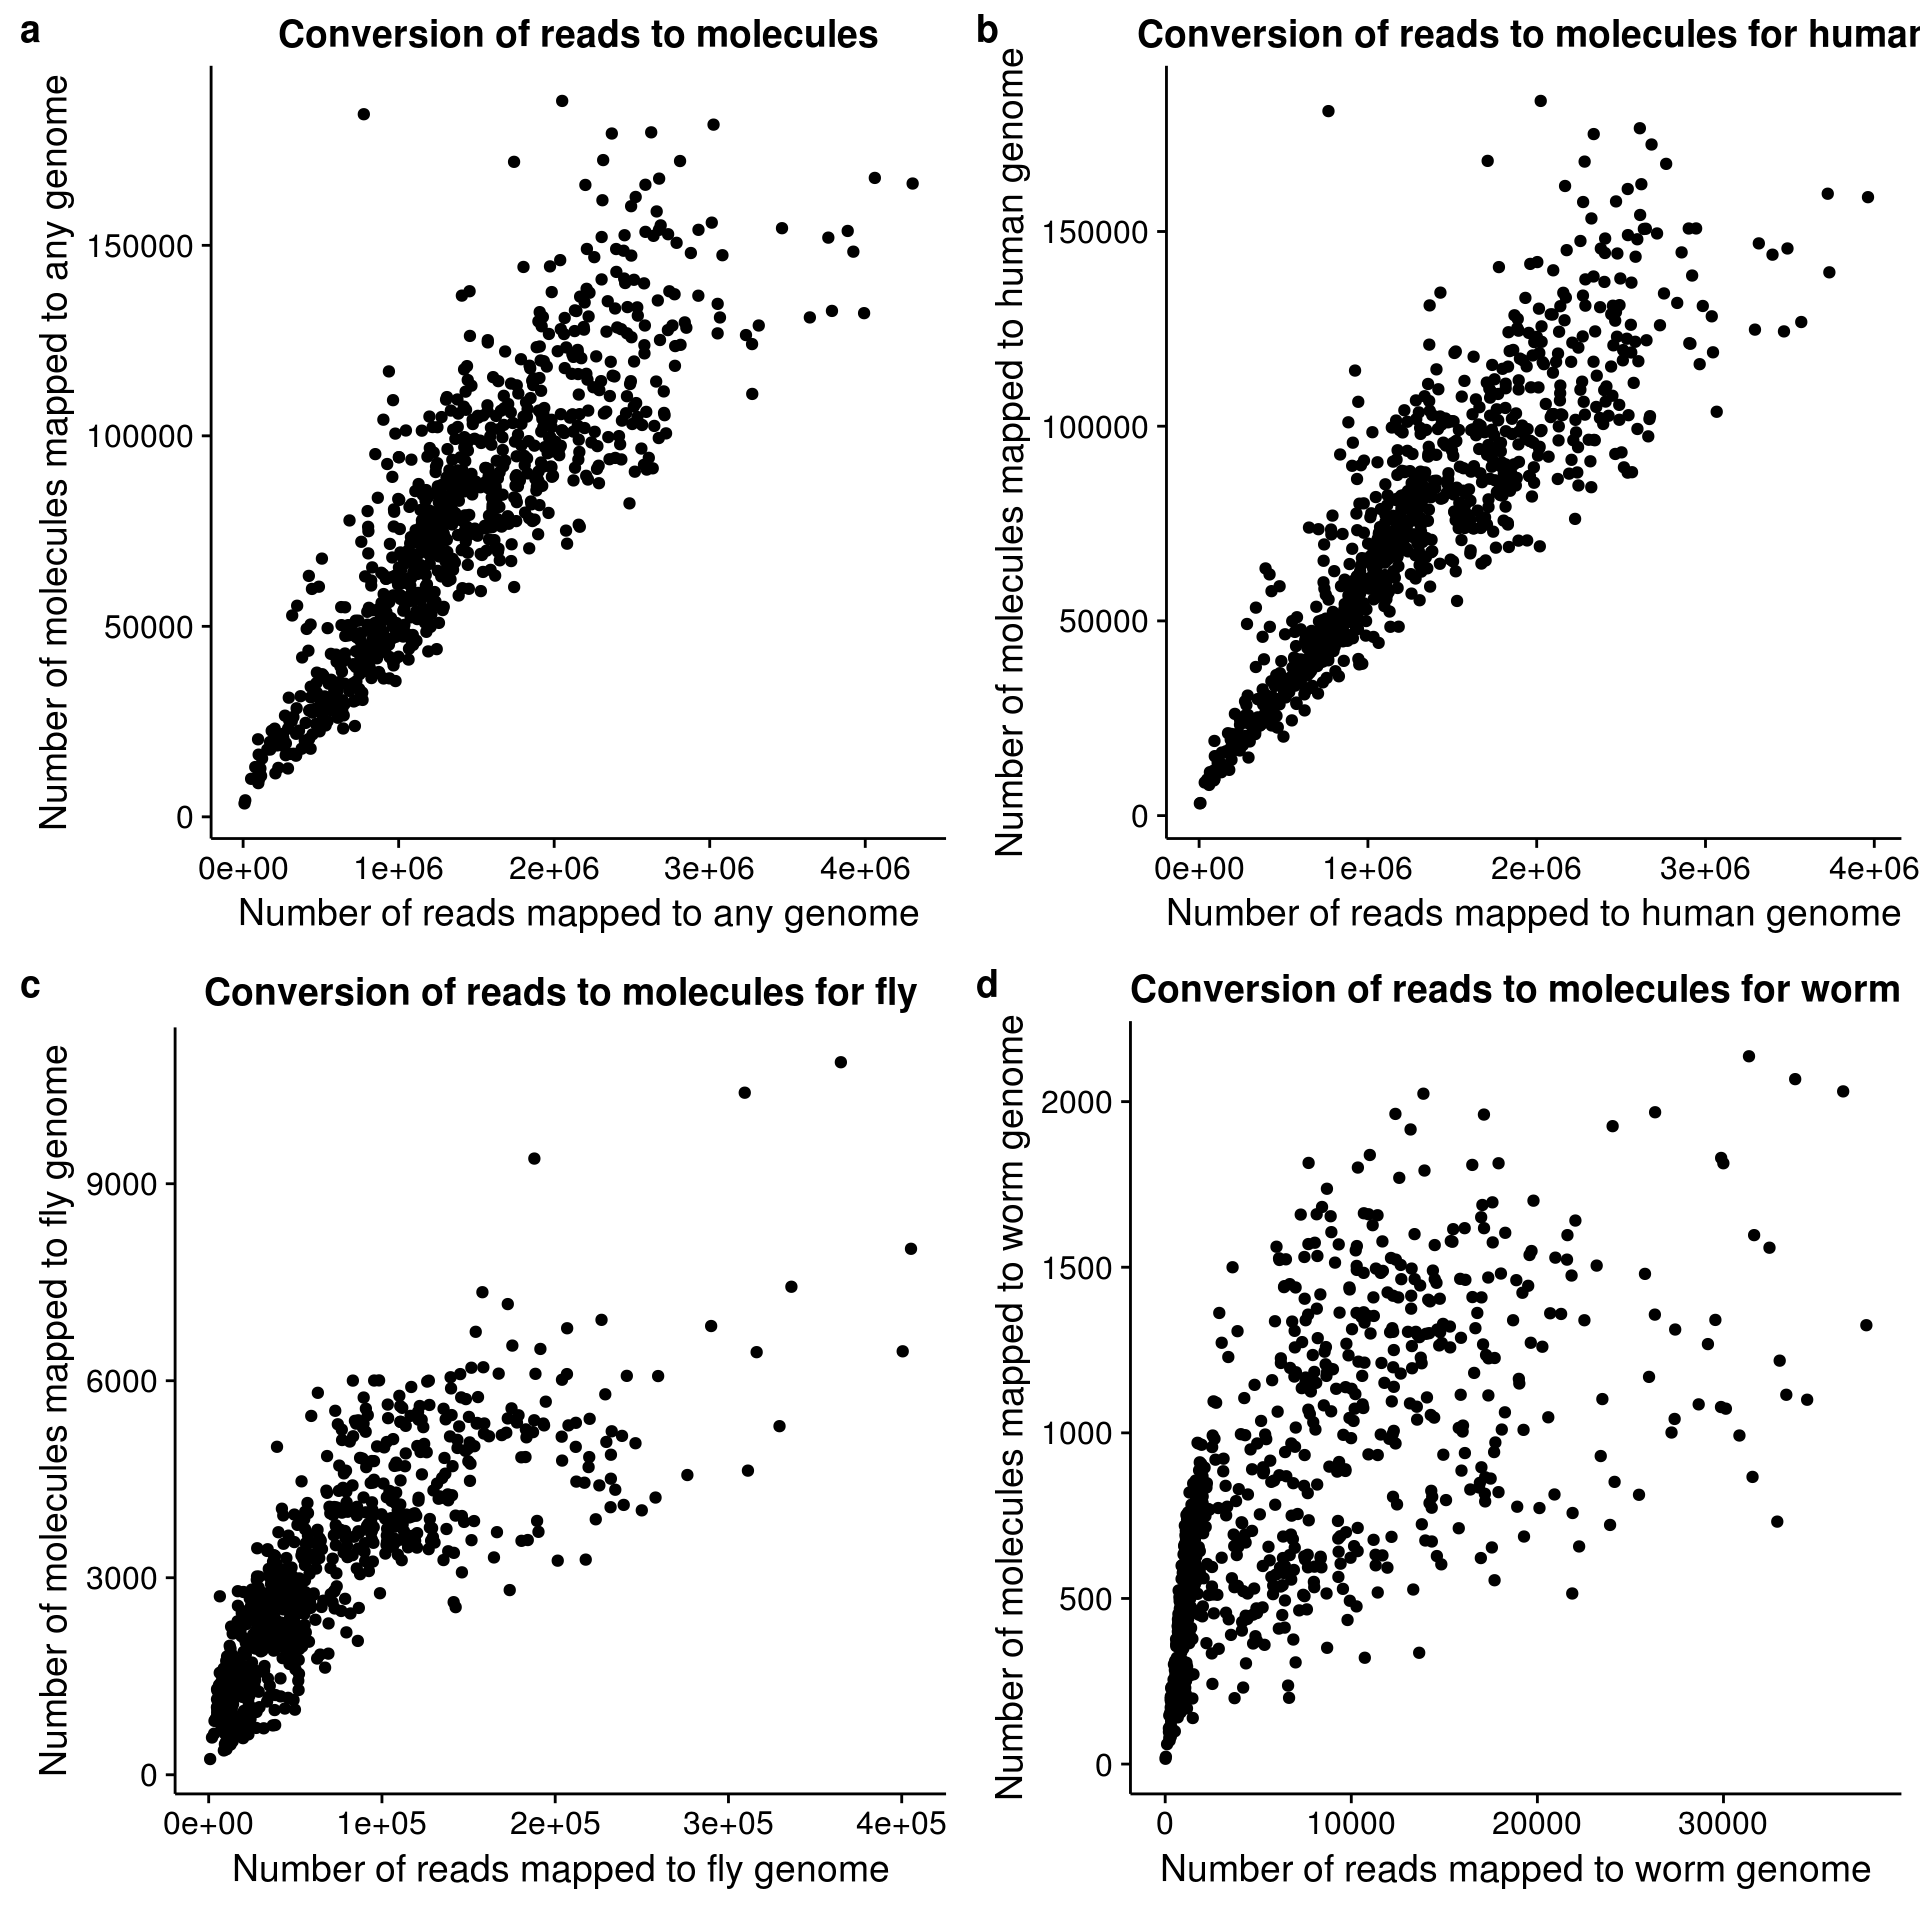 a
Conversion of reads to molecules
Number of molecules mapped to any genome
150000
100000
50000
0
0e+00 1e+06 2e+06 3e+06 4e+06
Number of reads mapped to any genome
b
Conversion of reads to molecules for human
Number of molecules mapped to human genome
150000
100000
50000
0
0e+00 1e+06 2e+06 3e+06 4e+06
Number of reads mapped to human genome
c
Conversion of reads to molecules for fly
Number of molecules mapped to fly genome
9000
6000
3000
0
0e+00 1e+05 2e+05 3e+05 4e+05
Number of reads mapped to fly genome
d
Conversion of reads to molecules for worm
Number of molecules mapped to worm genome
2000
1500
1000
500
0
0 10000 20000 30000
Number of reads mapped to worm genome